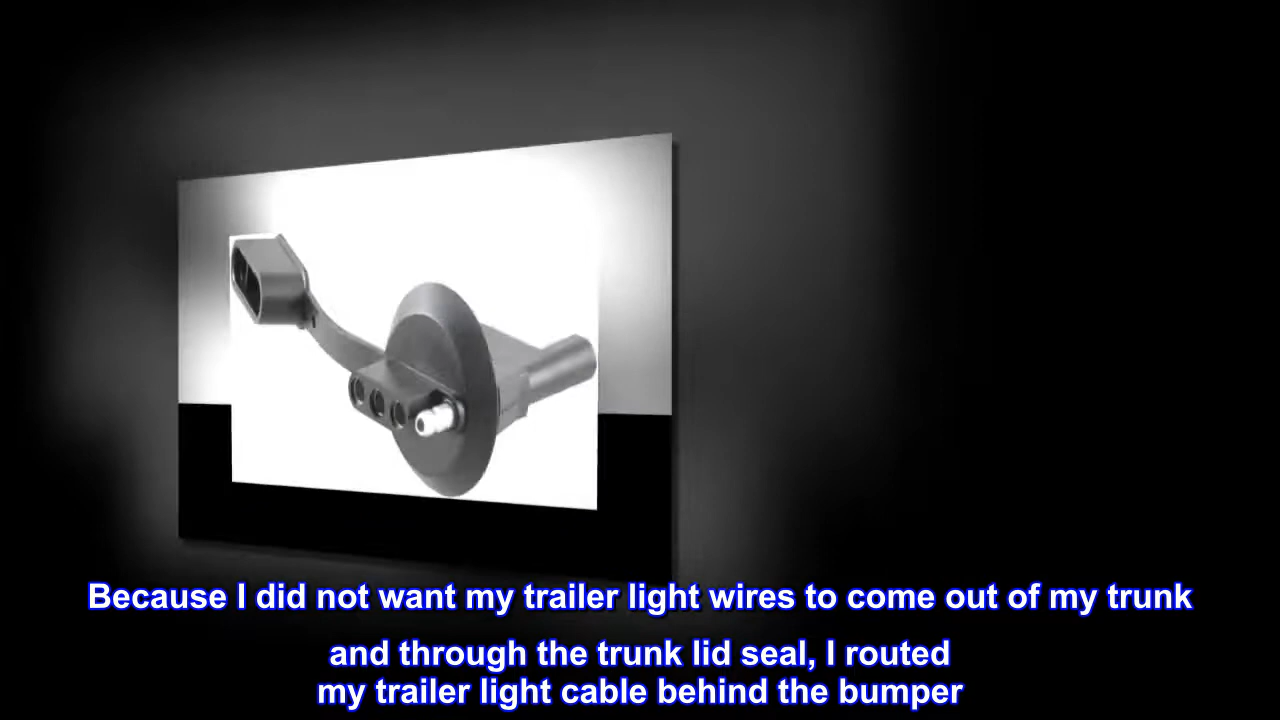 Because I did not want my trailer light wires to come out of my trunk
and through the trunk lid seal, I routed
my trailer light cable behind the bumper